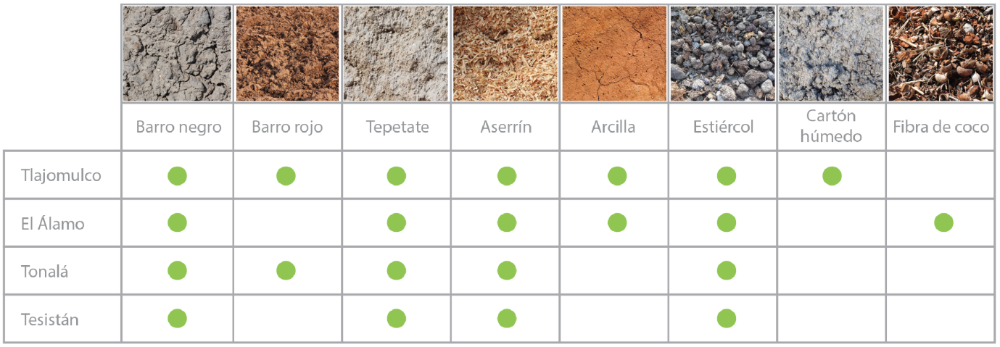 Barro negro
Barro rojo
Tepetate
Aserrín
Arcilla
Estiércol
Cartón
húmedo
Fibra de coco
Tlajomulco
El Álamo
Tonalá
Tesistán